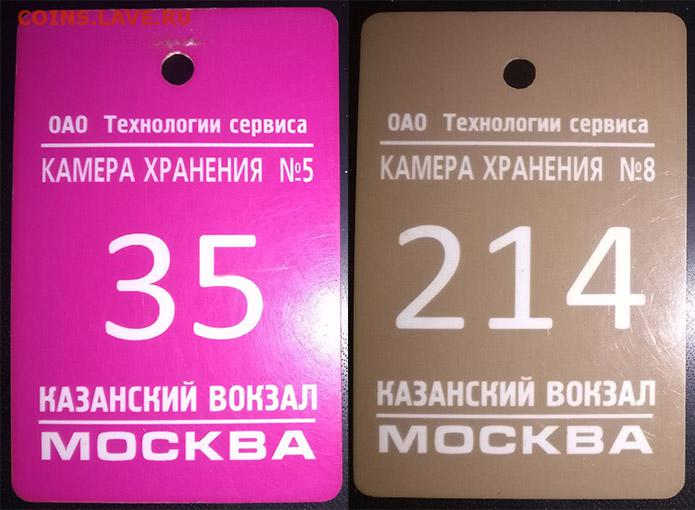 COINS.LAVE.RU
ОАО Технологии сервиса
КАМЕРА ХРАНЕНИЯ №5
35
КАЗАНСКИЙ ВОКЗАЛ
МОСКВА
ОАО Технологии сервиса
КАМЕРА ХРАНЕНИЯ №8
214
КАЗАНСКИЙ ВОКЗАЛ
МОСКВА